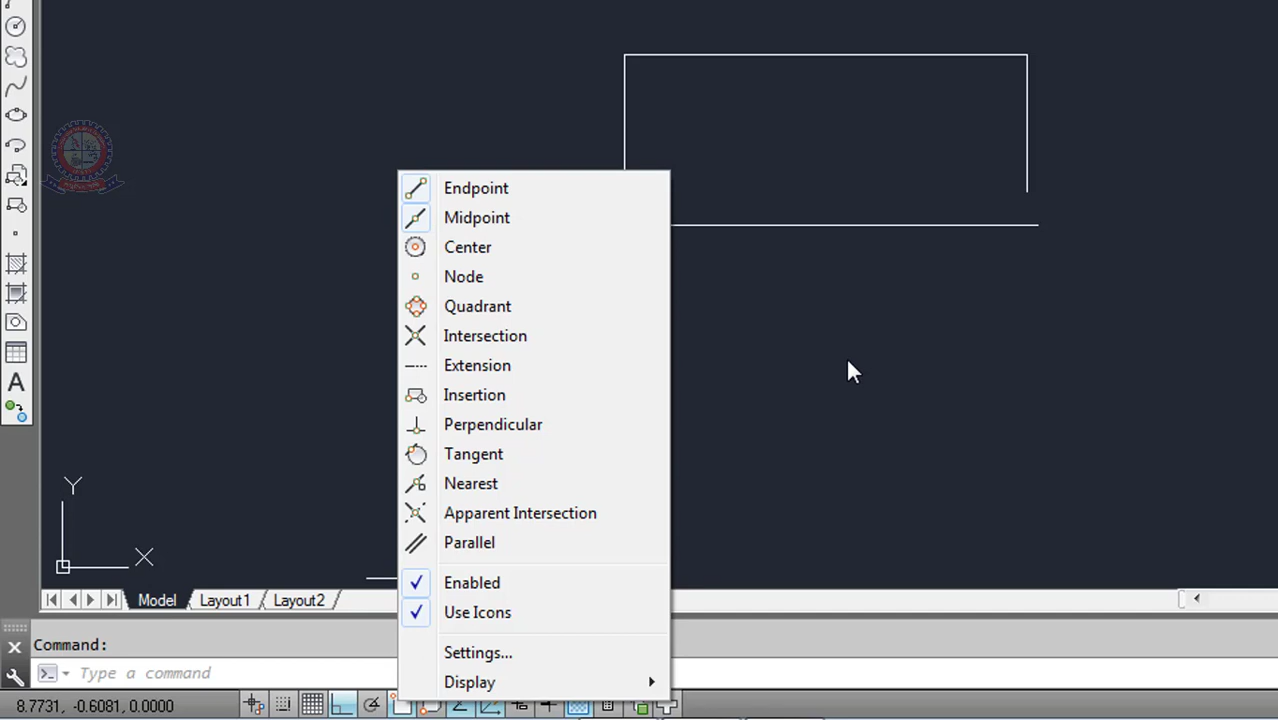 Endpoint
Midpoint
Center
Node
Quadrant
Intersection
Extension
Insertion
Perpendicular
Tangent
Nearest
Apparent Intersection
Parallel
Enabled
Use Icons
Settings...
Display
Y
X
A
Model Layout1 Layout2
Command:
Type a command
8.7731, -0.6081, 0.0000